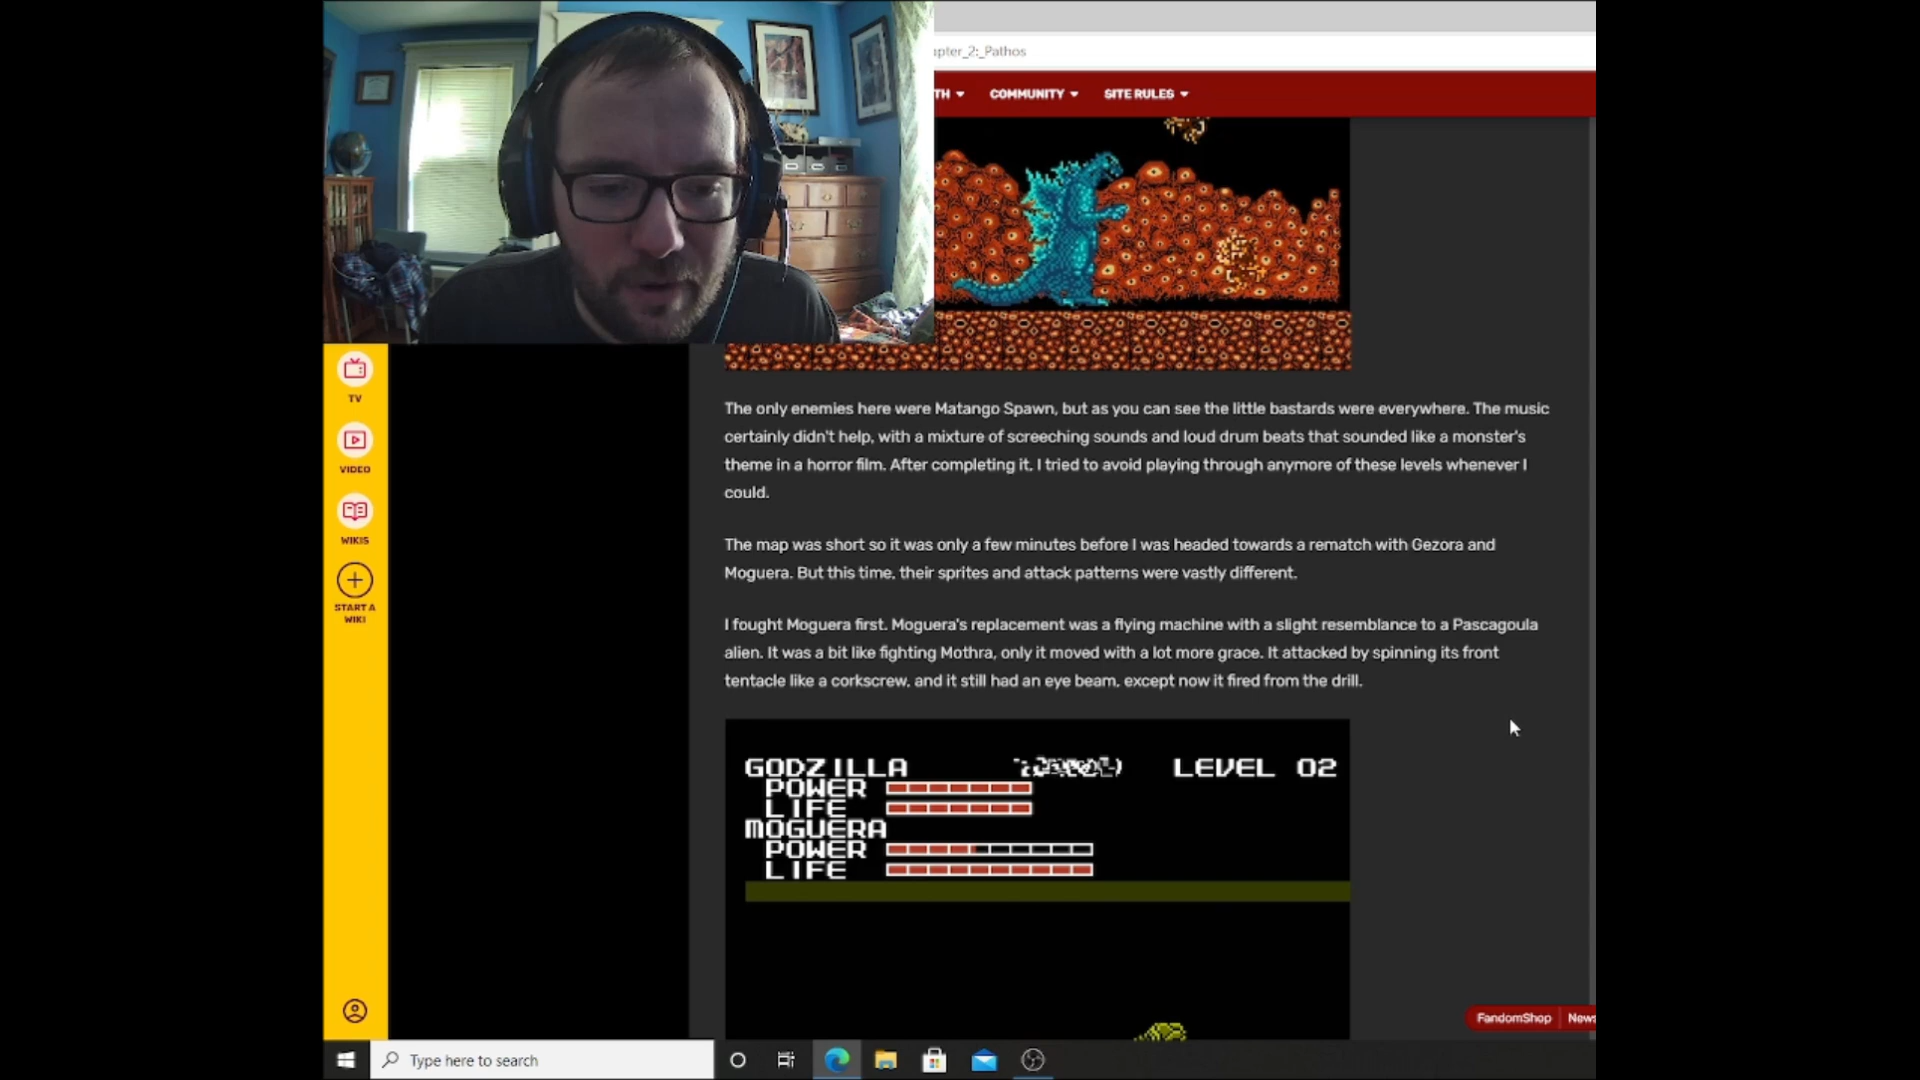 apter_2:_Pathos
TH
COMMUNITY
SITE RULES
TV
VIDEO
WIKIS
START A
WIKI
The only enemies here were Matango Spawn, but as you can see the little bastards were everywhere. The music
certainly didn't help, with a mixture of screeching sounds and loud drum beats that sounded like a monster's
theme in a horror film. After completing it, I tried to avoid playing through anymore of these levels whenever I
could.
The map was short so it was only a few minutes before I was headed towards a rematch with Gezora and
Moguera. But this time, their sprites and attack patterns were vastly different.
I fought Moguera first. Moguera's replacement was a flying machine with a slight resemblance to a Pascagoula
alien. It was a bit like fighting Mothra, only it moved with a lot more grace. It attacked by spinning its front
tentacle like a corkscrew, and it still had an eye beam, except now it fired from the drill.
GODZILLA LEVEL 02
POWER
LIFE
MOGUERA
POWER
LIFE
FandomShop
News
Type here to search